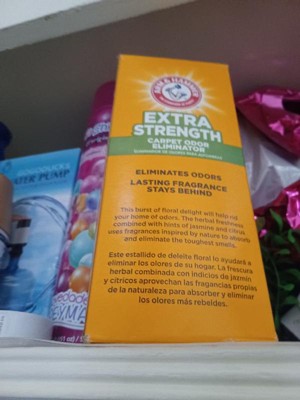 ARM & HAMMER
EXTRA
STRENGTH
CARPET ODOR
ELIMINATOR
ELIMINATES ODORS
LASTING FRAGRANCE
STAYS BEHIND
This burst of floral delight will help rid
your home of odors. The herbal freshness
combined with hints of jasmine and citrus
uses fragrances inspired by nature to absorb
and eliminate the toughest smells.
Este estallido de deleite floral lo ayudará a
eliminar los olores de su hogar. La frescura
herbal combinada con indicios de jazmín
y cítricos aprovechan las fragancias propias
de la naturaleza para absorber y eliminar
los olores más rebeldes.
WATER PUMP